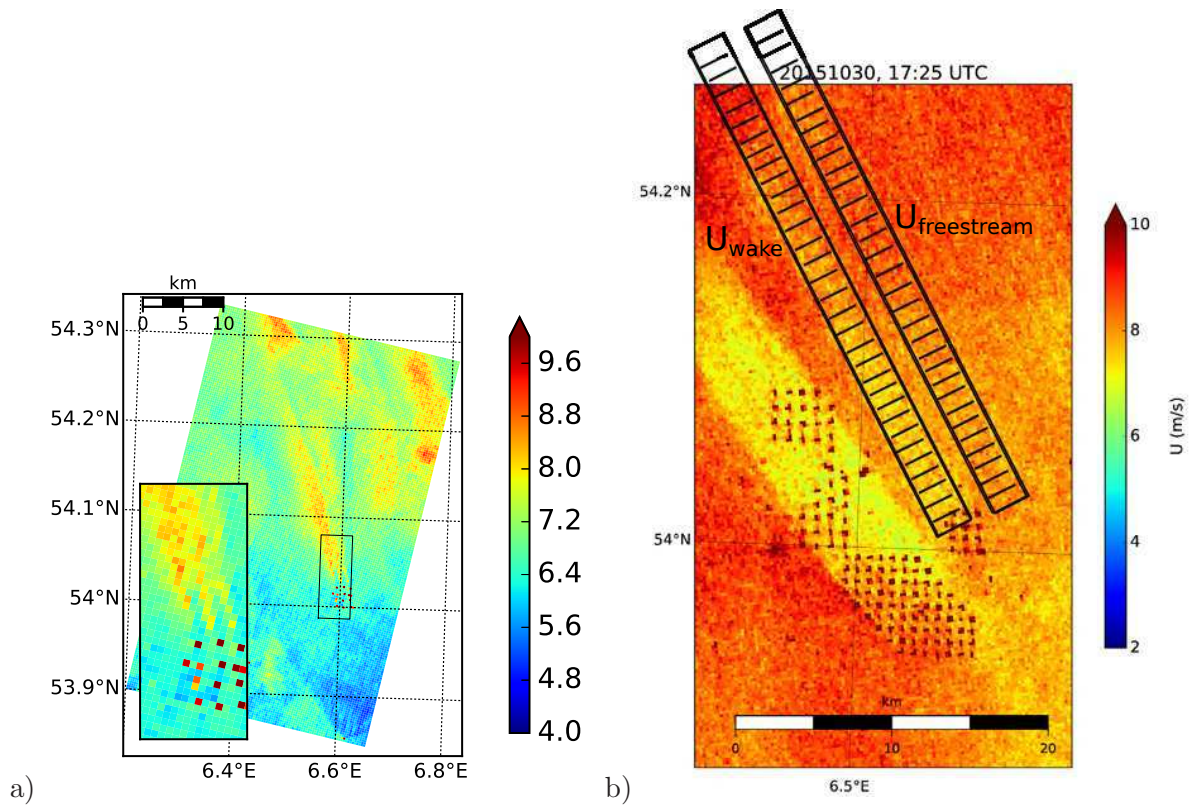 km
0 5 10
54.3°N
54.2°N
54.1°N
54°N
53.9°N
6.4°E 6.6°E 6.8°E
9.6
8.8
8.0
7.2
6.4
5.6
4.8
4.0
a)
20151030, 17:25 UTC
54.2°N
54°N
U wake
U freestream
km
0 10 20
6.5°E
10
8
6
4
2
U (m/s)
b)